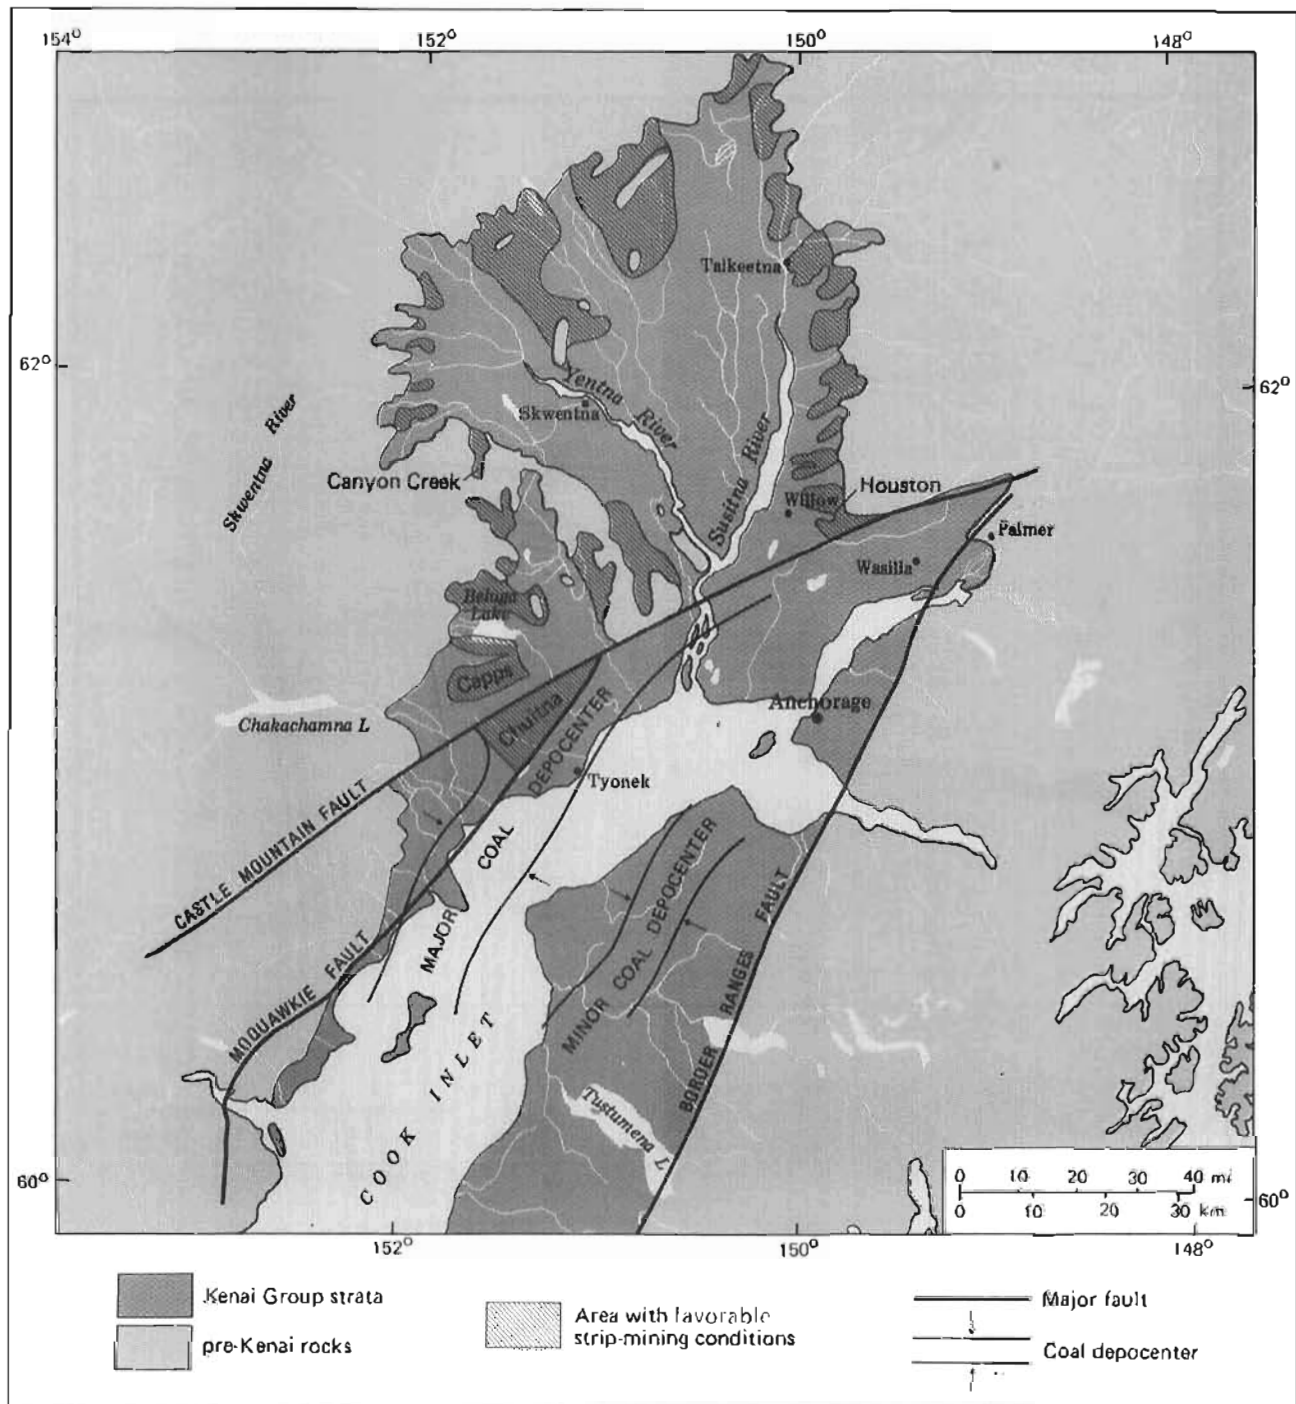 154°
152°
150°
148°
Talkeetna
62°
62°
Yentna River
Skwentna
Skwentna River
Susitna River
Canyon Creek
Houston
Willow
Palmer
Wasilla
Beluga
Lake
Capps
Chuitna
Chakachamna L
Anchorage
Tyonek
CASTLE MOUNTAIN FAULT
MAJOR COAL DEPOCENTER
MOQUAWKIE FAULT
MINOR COAL DEPOCENTER
BORDER RANGES FAULT
COOK INLET
Tustumena L
60°
60°
0 10 20 30 40 mi
0 10 20 30 km
152°
150°
148°
Kenai Group strata
pre-Kenai rocks
Area with favorable
strip-mining conditions
Major fault
Coal depocenter